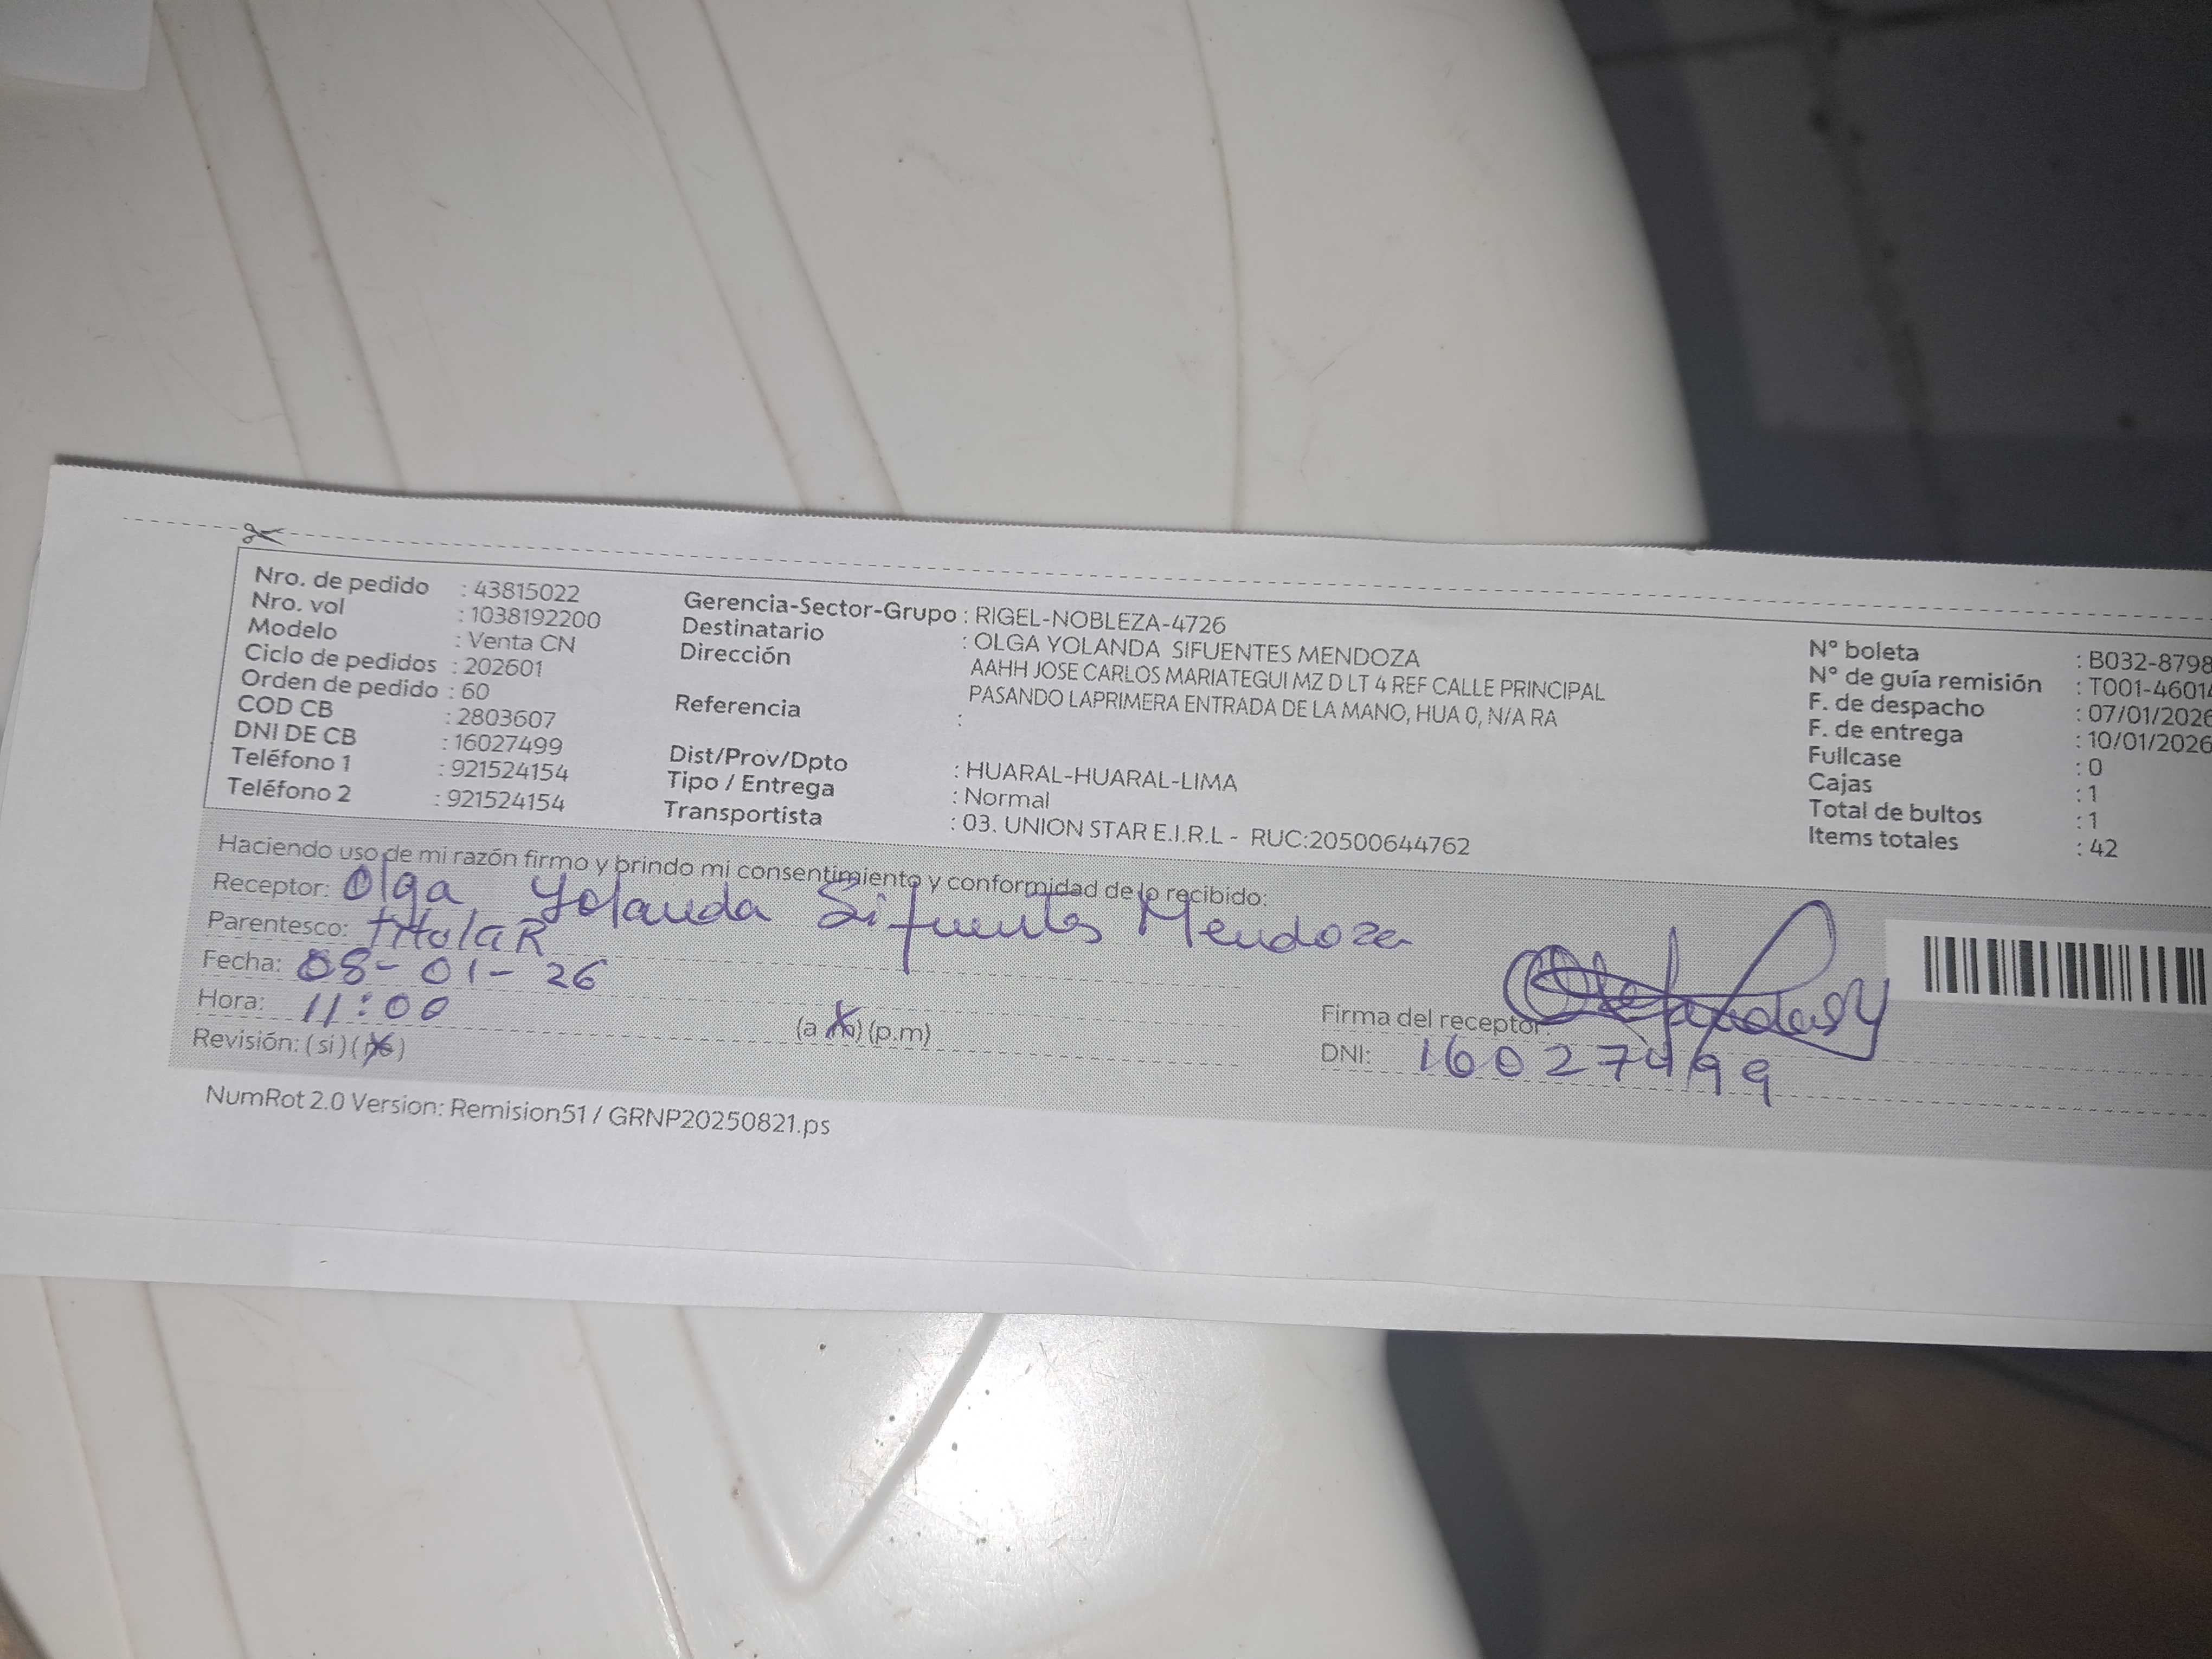 Nro. de pedido : 43815022
Nro. vol : 1038192200
Modelo : Venta CN
Ciclo de pedidos : 202601
Orden de pedido : 60
COD CB : 2803607
DNI DE CB : 16027499
Teléfono 1 : 921524154
Teléfono 2 : 921524154
Gerencia-Sector-Grupo : RIGEL-NOBLEZA-4726
Destinatario : OLGA YOLANDA SIFUENTES MENDOZA
Dirección AAHH JOSE CARLOS MARIATEGUI MZ D LT 4 REF CALLE PRINCIPAL
PASANDO LAPRIMERA ENTRADA DE LA MANO, HUA 0, N/A RA
Referencia :
Dist/Prov/Dpto : HUARAL-HUARAL-LIMA
Tipo / Entrega : Normal
Transportista : 03. UNION STAR E.I.R.L - RUC:20500644762
N° boleta : B032-8798
N° de guía remisión : T001-4601
F. de despacho : 07/01/2026
F. de entrega : 10/01/2026
Fullcase : 0
Cajas : 1
Total de bultos : 1
Items totales : 42
Haciendo uso de mi razón firmo y brindo mi consentimiento y conformidad de lo recibido:
Receptor: Olga Yolanda Sifuentes Mendoza
Parentesco: titulaR
Fecha: 08-01-26
Hora: 11:00 (a.m) (p.m)
Revisión: (si) (no)
Firma del receptor:
DNI: 16027499
NumRot 2.0 Version: Remision51 / GRNP20250821.ps